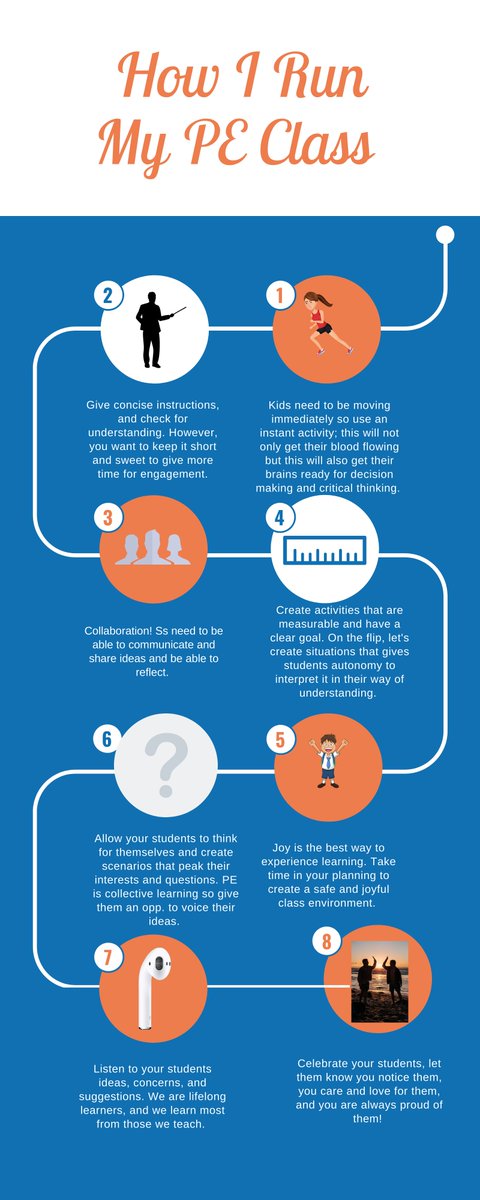 How I Run
My PE Class
1
Kids need to be moving
immediately so use an
instant activity; this will not
only get their blood flowing
but this will also get their
brains ready for decision
making and critical thinking.
2
Give concise instructions,
and check for
understanding. However,
you want to keep it short
and sweet to give more
time for engagement.
3
Collaboration! Ss need to be
able to communicate and
share ideas and be able to
reflect.
4
Create activities that are
measurable and have a
clear goal. On the flip, let's
create situations that gives
students autonomy to
interpret it in their way of
understanding.
5
Joy is the best way to
experience learning. Take
time in your planning to
create a safe and joyful
class environment.
6
?
Allow your students to think
for themselves and create
scenarios that peak their
interests and questions. PE
is collective learning so give
them an opp. to voice their
ideas.
7
Listen to your students
ideas, concerns, and
suggestions. We are lifelong
learners, and we learn most
from those we teach.
8
Celebrate your students, let
them know you notice them,
you care and love for them,
and you are always proud of
them!